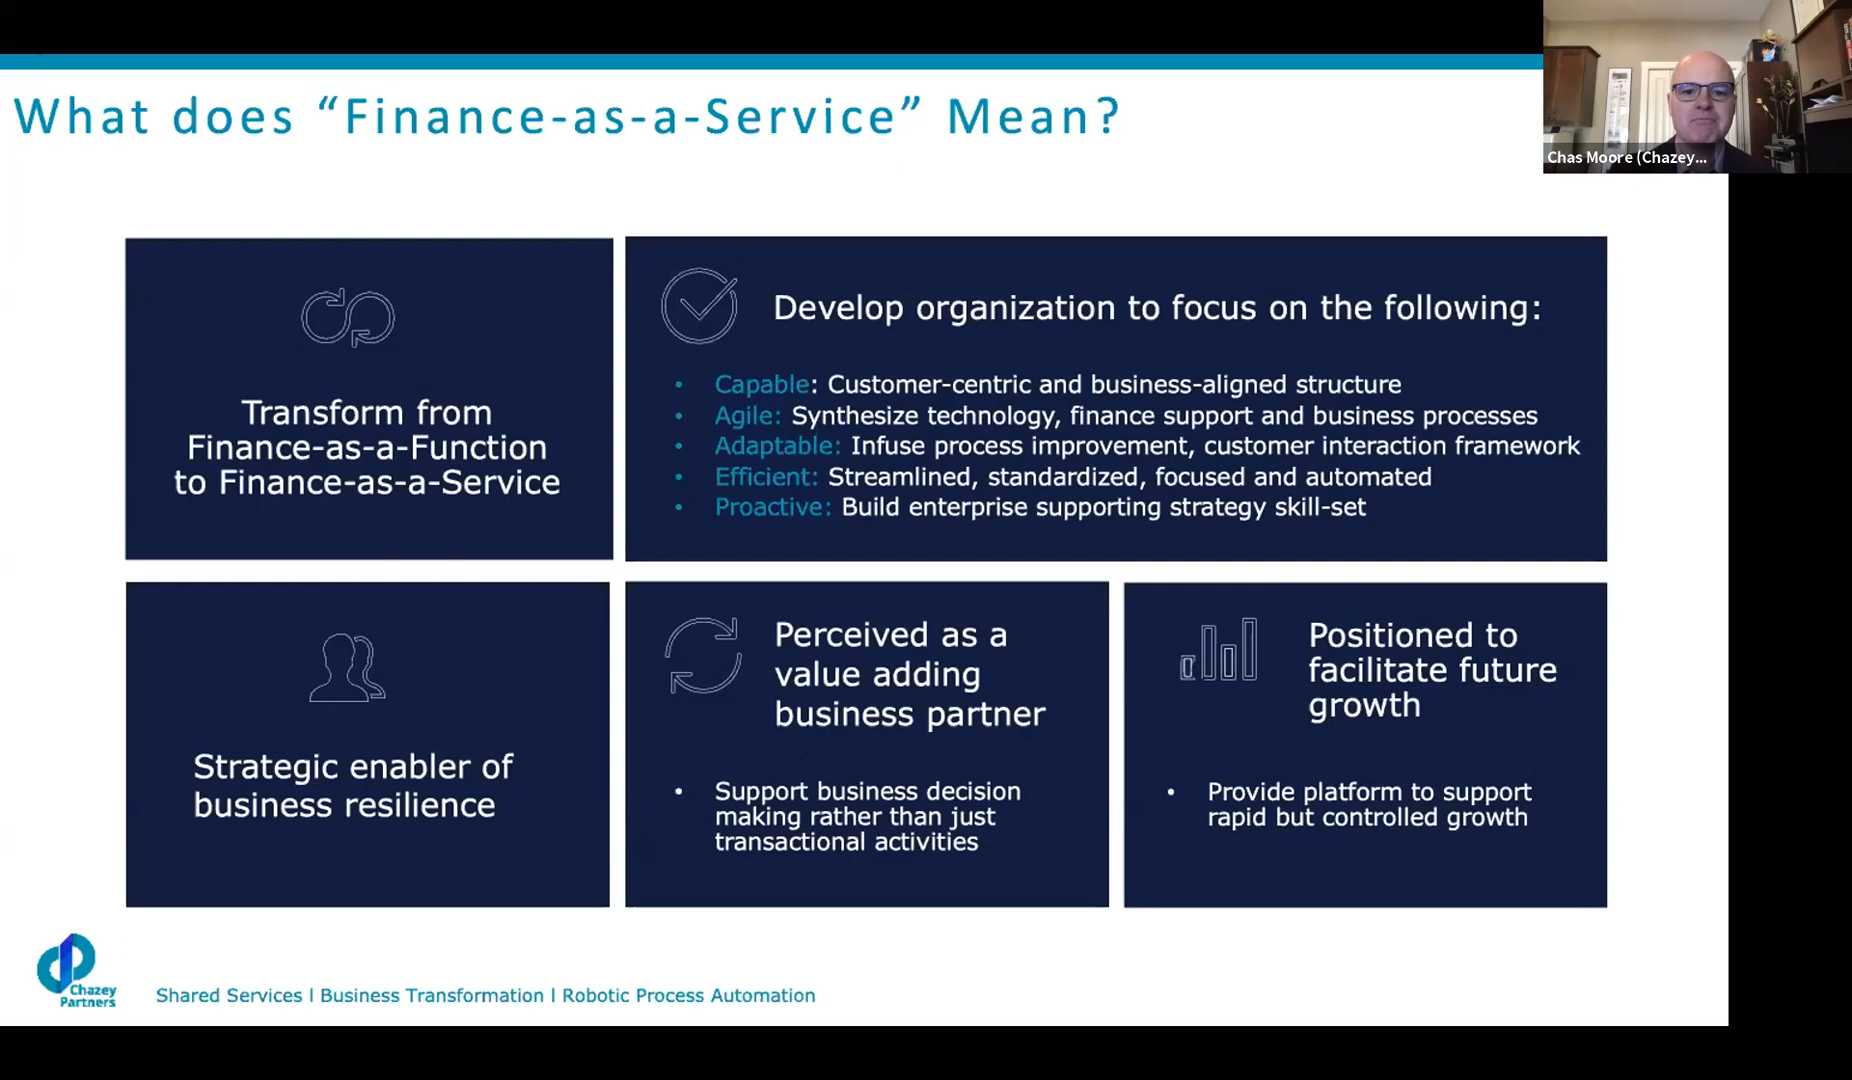 What does “Finance-as-a-Service” Mean?
Chas Moore (Chazey...
Transform from
Finance-as-a-Function
to Finance-as-a-Service
Develop organization to focus on the following:
• Capable: Customer-centric and business-aligned structure
• Agile: Synthesize technology, finance support and business processes
• Adaptable: Infuse process improvement, customer interaction framework
• Efficient: Streamlined, standardized, focused and automated
• Proactive: Build enterprise supporting strategy skill-set
Strategic enabler of
business resilience
Perceived as a
value adding
business partner
• Support business decision
making rather than just
transactional activities
Positioned to
facilitate future
growth
• Provide platform to support
rapid but controlled growth
Chazey
Partners
Shared Services l Business Transformation l Robotic Process Automation